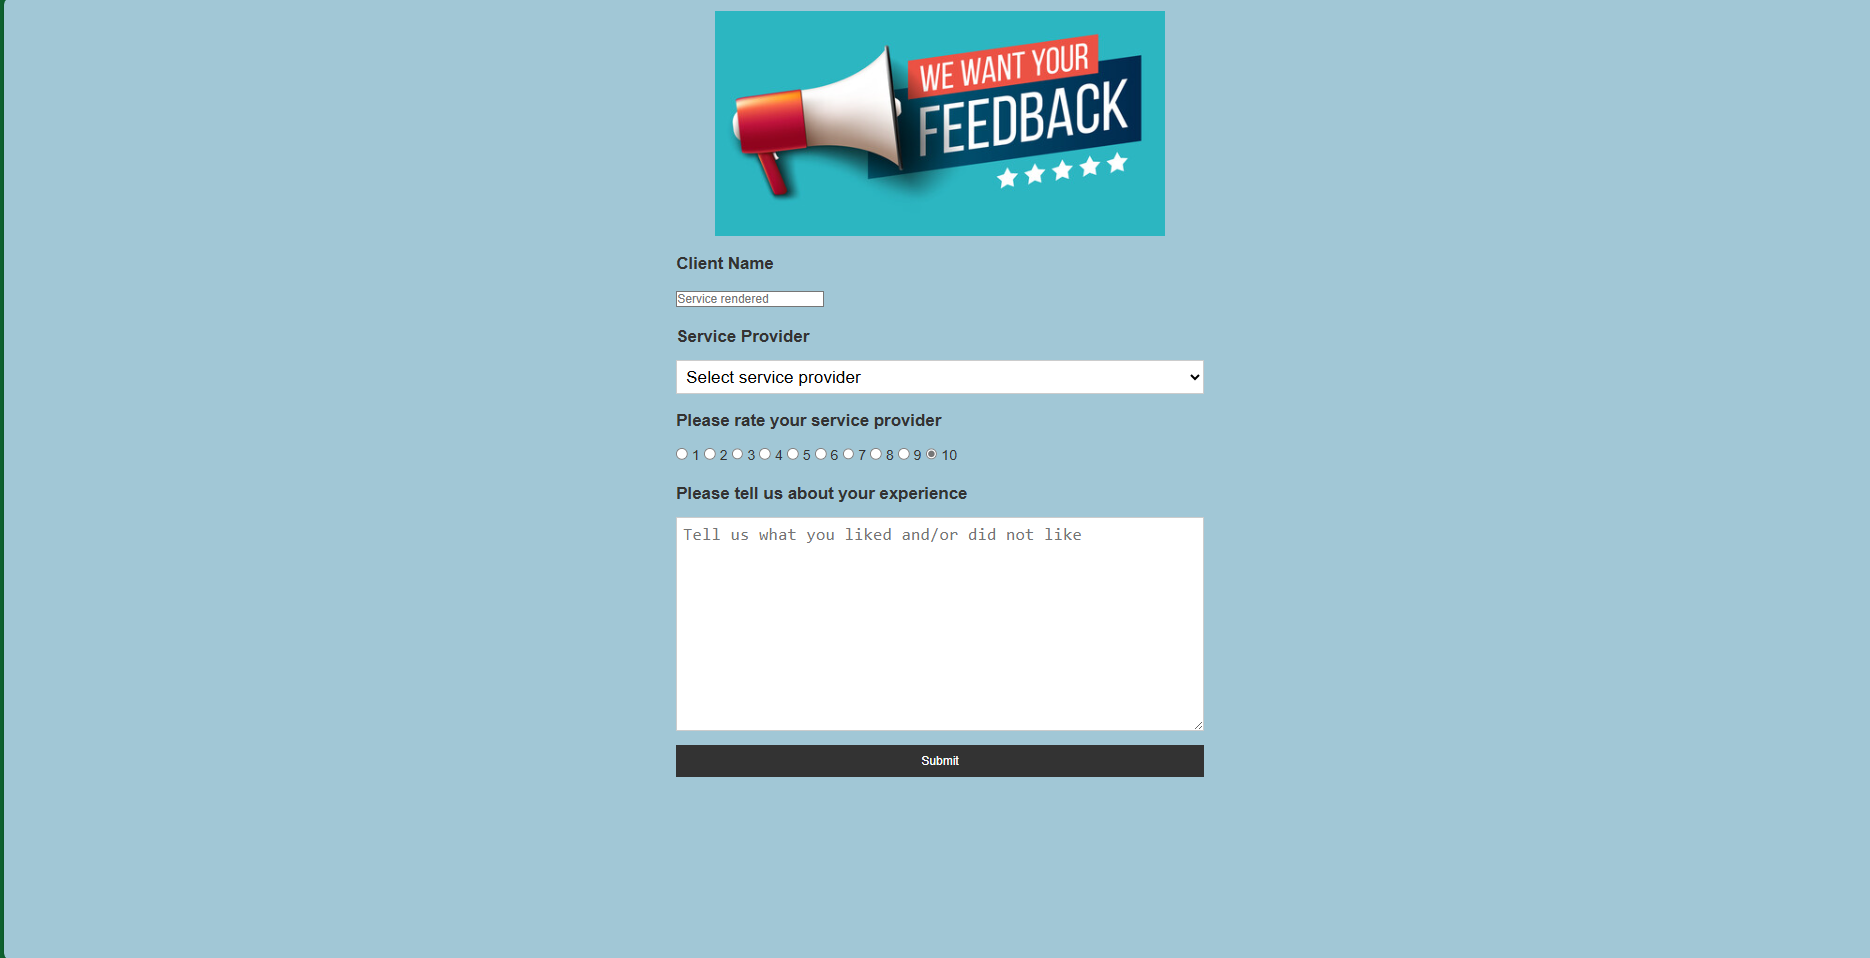 WE WANT YOUR
FEEDBACK
Client Name
Service rendered
Service Provider
Select service provider
Please rate your service provider
1 2 3 4 5 6 7 8 9 10
Please tell us about your experience
Tell us what you liked and/or did not like
Submit